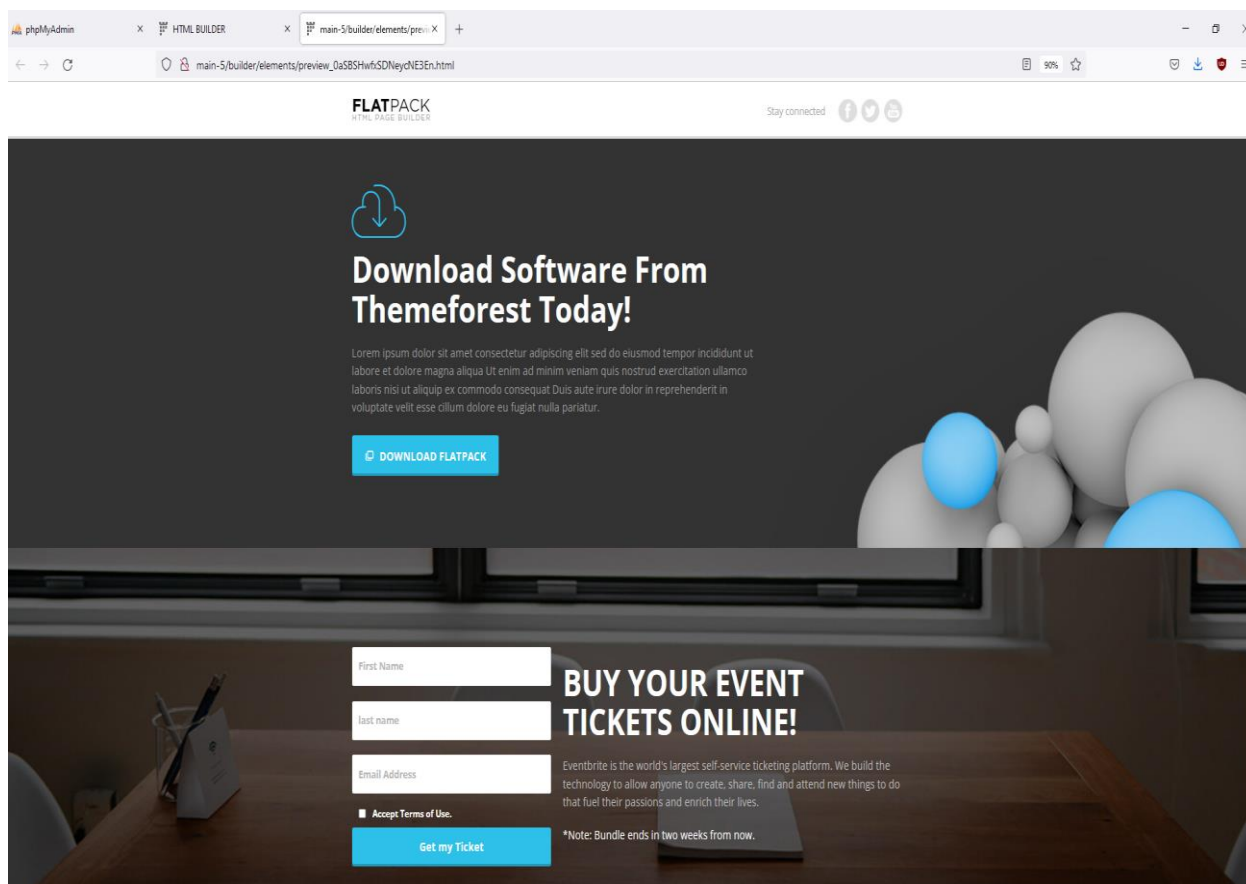 phpMyAdmin
HTML BUILDER
main-5/builder/elements/previ
main-5/builder/elements/preview_0aSBSHwfxSDNeycNE3En.html
90%
FLATPACK
HTML PAGE BUILDER
Stay connected
Download Software From
Themeforest Today!
Lorem ipsum dolor sit amet consectetur adipiscing elit sed do eiusmod tempor incididunt ut
labore et dolore magna aliqua Ut enim ad minim veniam quis nostrud exercitation ullamco
laboris nisi ut aliquip ex commodo consequat Duis aute irure dolor in reprehenderit in
voluptate velit esse cillum dolore eu fugiat nulla pariatur.
DOWNLOAD FLATPACK
First Name
last name
Email Address
Accept Terms of Use.
Get my Ticket
BUY YOUR EVENT
TICKETS ONLINE!
Eventbrite is the world's largest self-service ticketing platform. We build the
technology to allow anyone to create, share, find and attend new things to do
that fuel their passions and enrich their lives.
*Note: Bundle ends in two weeks from now.